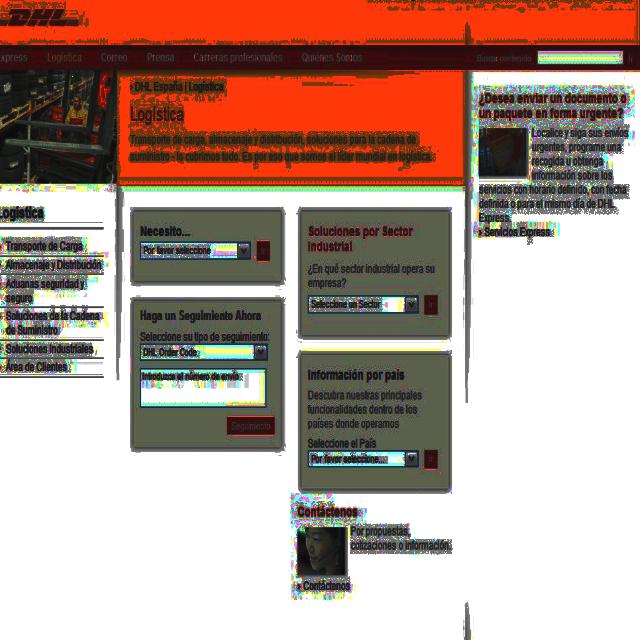 DHL
xpress Logística Correo Prensa Carreras profesionales Quiénes Somos
Buscar contenido
› DHL España | Logística
Logística
Transporte de carga, almacenaje y distribución, soluciones para la cadena de
suministro - lo cubrimos todo. Es por eso que somos el líder mundial en logística.
¿Desea enviar un documento o
un paquete en forma urgente?
Localice y siga sus envíos
urgentes, programe una
recogida u obtenga
información sobre los
servicios con horario definido, con fecha
definida o para el mismo día de DHL
Express.
› Servicios Express
Logística
Transporte de Carga
Almacenaje y Distribución
Aduanas seguridad y
seguro
Soluciones de la Cadena
de Suministro
Soluciones Industriales
Área de Clientes
Necesito...
Por favor seleccione
Haga un Seguimiento Ahora
Seleccione su tipo de seguimiento:
DHL Order Code
Introduzca el número de envío:
Seguimiento
Soluciones por Sector
Industrial
¿En qué sector industrial opera su
empresa?
Seleccione un Sector
Información por país
Descubra nuestras principales
funcionalidades dentro de los
países donde operamos
Seleccione el País
Por favor seleccione...
Contáctenos
Por propuestas,
cotizaciones o información.
› Contáctenos